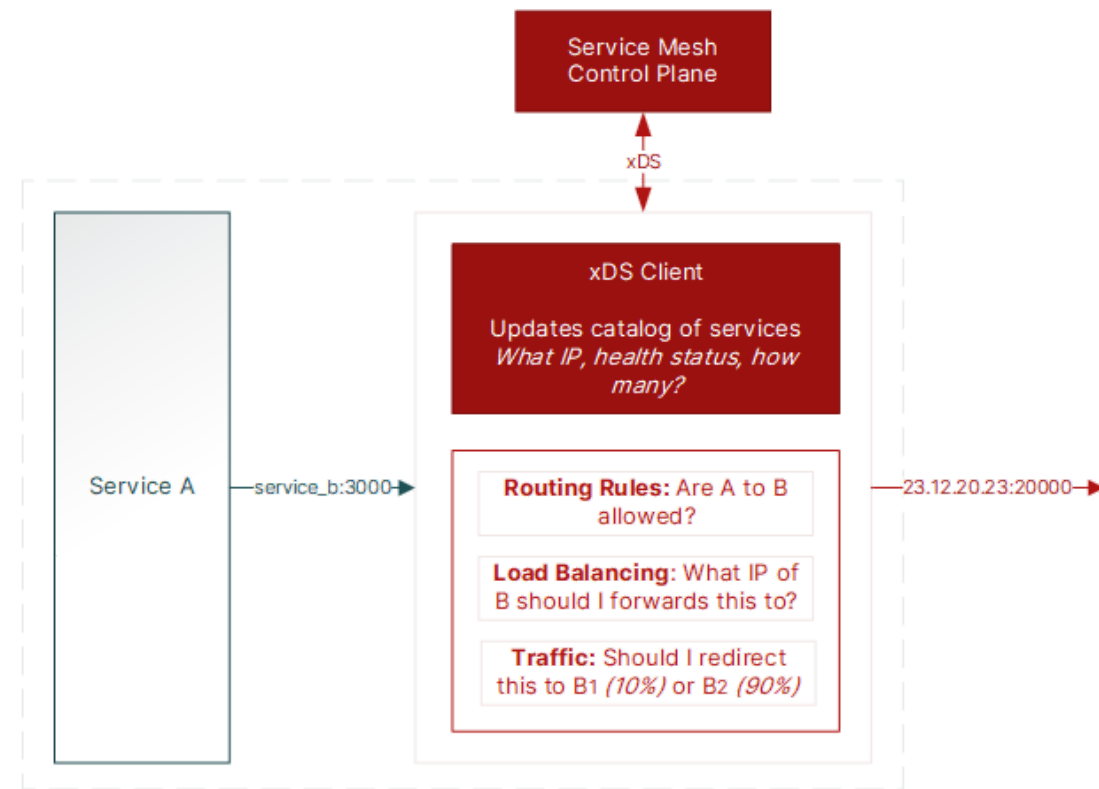 Service Mesh
Control Plane
xDS
xDS Client
Updates catalog of services
What IP, health status, how
many?
Service A
service_b:3000
Routing Rules: Are A to B
allowed?
Load Balancing: What IP of
B should I forwards this to?
Traffic: Should I redirect
this to B1 (10%) or B2 (90%)
23.12.20.23:20000